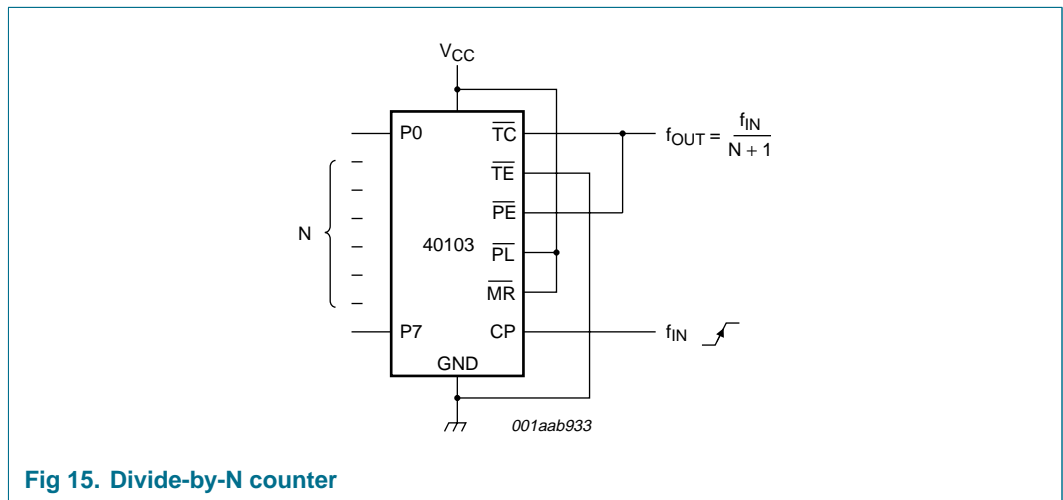 VCC
P0
TC
fOUT = fIN / N + 1
TE
PE
N
40103
PL
MR
P7
CP
fIN
GND
001aab933
Fig 15. Divide-by-N counter